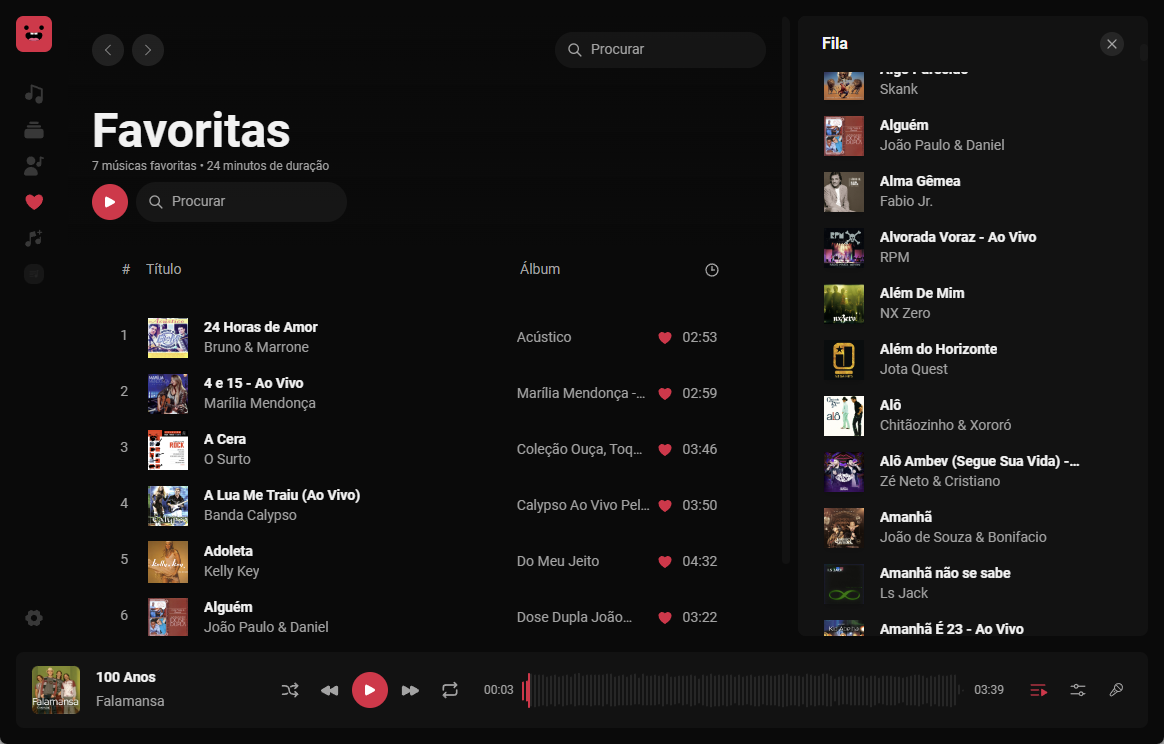 Procurar
Favoritas
7 músicas favoritas • 24 minutos de duração
Procurar
# Título Álbum
1 24 Horas de Amor
Bruno & Marrone
Acústico 02:53
2 4 e 15 - Ao Vivo
Marília Mendonça
Marília Mendonça -... 02:59
3 A Cera
O Surto
Coleção Ouça, Toq... 03:46
4 A Lua Me Traiu (Ao Vivo)
Banda Calypso
Calypso Ao Vivo Pel... 03:50
5 Adoleta
Kelly Key
Do Meu Jeito 04:32
6 Alguém
João Paulo & Daniel
Dose Dupla João... 03:22
Fila
Skank
Alguém
João Paulo & Daniel
Alma Gêmea
Fabio Jr.
Alvorada Voraz - Ao Vivo
RPM
Além De Mim
NX Zero
Além do Horizonte
Jota Quest
Alô
Chitãozinho & Xororó
Alô Ambev (Segue Sua Vida) -...
Zé Neto & Cristiano
Amanhã
João de Souza & Bonifacio
Amanhã não se sabe
Ls Jack
Amanhã É 23 - Ao Vivo
Falamansa
100 Anos
Falamansa
00:03
03:39